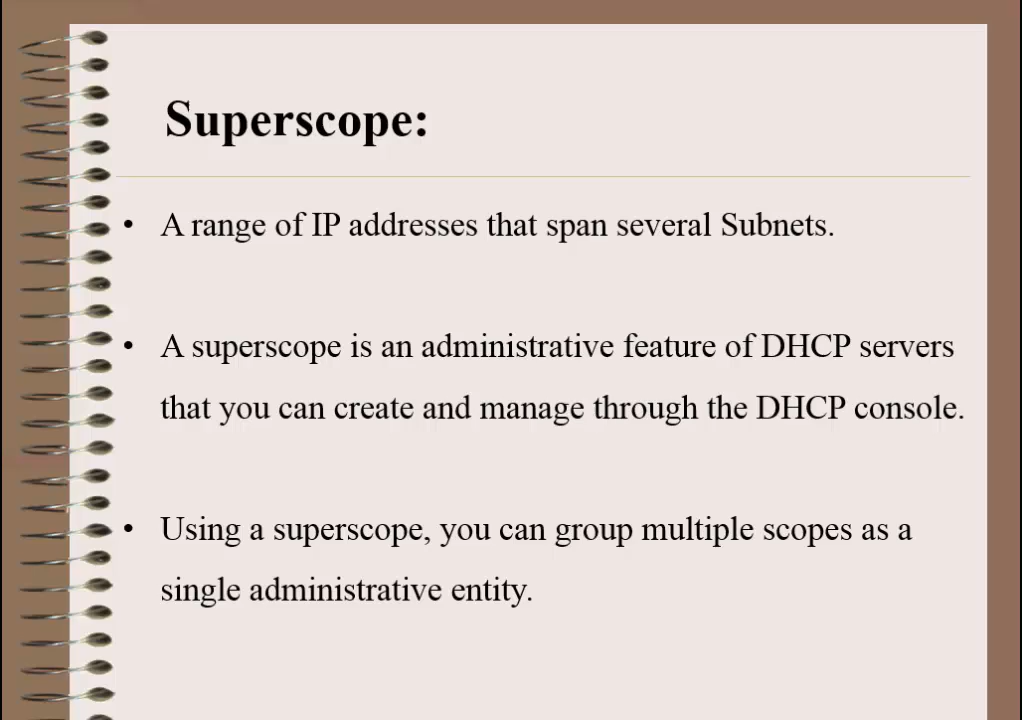 Superscope:
• A range of IP addresses that span several Subnets.
• A superscope is an administrative feature of DHCP servers
that you can create and manage through the DHCP console.
• Using a superscope, you can group multiple scopes as a
single administrative entity.